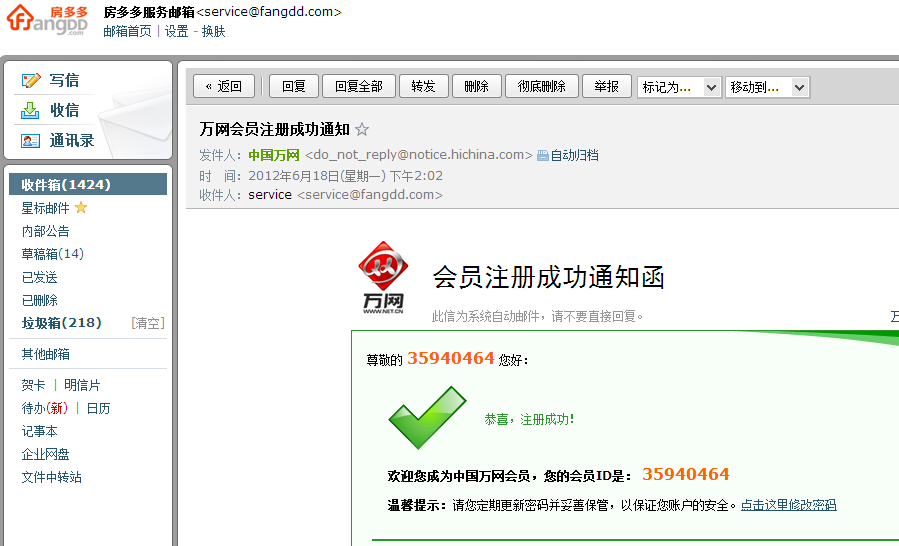 房多多 房多多服务邮箱<service@fangdd.com>
Fangdd.com 邮箱首页 | 设置 - 换肤
写信
收信
通讯录
收件箱(1424)
星标邮件
内部公告
草稿箱(14)
已发送
已删除
垃圾箱(218) [清空]
其他邮箱
贺卡 | 明信片
待办(新) | 日历
记事本
企业网盘
文件中转站
« 返回 回复 回复全部 转发 删除 彻底删除 举报 标记为... 移动到...
万网会员注册成功通知
发件人：中国万网 <do_not_reply@notice.hichina.com> 自动归档
时 间：2012年6月18日(星期一) 下午2:02
收件人：service <service@fangdd.com>
万网
WWW.NET.CN
会员注册成功通知函
此信为系统自动邮件，请不要直接回复。
尊敬的 35940464 您好：
恭喜，注册成功！
欢迎您成为中国万网会员，您的会员ID是： 35940464
温馨提示：请您定期更新密码并妥善保管，以保证您账户的安全。点击这里修改密码